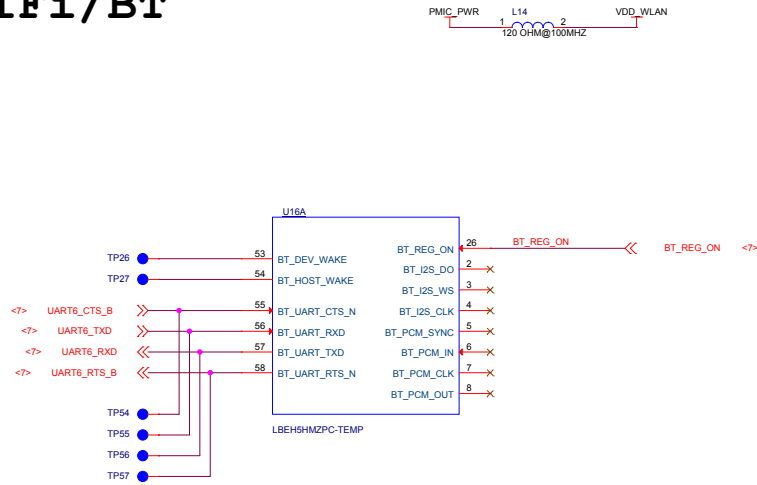 iFi/BT
PMIC_PWR L14 VDD_WLAN
1 2
120 OHM@100MHZ
U16A
TP26 53 BT_DEV_WAKE
TP27 54 BT_HOST_WAKE
<7> UART6_CTS_B 55 BT_UART_CTS_N
<7> UART6_TXD 56 BT_UART_RXD
<7> UART6_RXD 57 BT_UART_TXD
<7> UART6_RTS_B 58 BT_UART_RTS_N
BT_REG_ON 26 BT_REG_ON BT_REG_ON <7>
BT_I2S_DO 2
BT_I2S_WS 3
BT_I2S_CLK 4
BT_PCM_SYNC 5
BT_PCM_IN 6
BT_PCM_CLK 7
BT_PCM_OUT 8
TP54
TP55
TP56
TP57
LBEH5HMZPC-TEMP